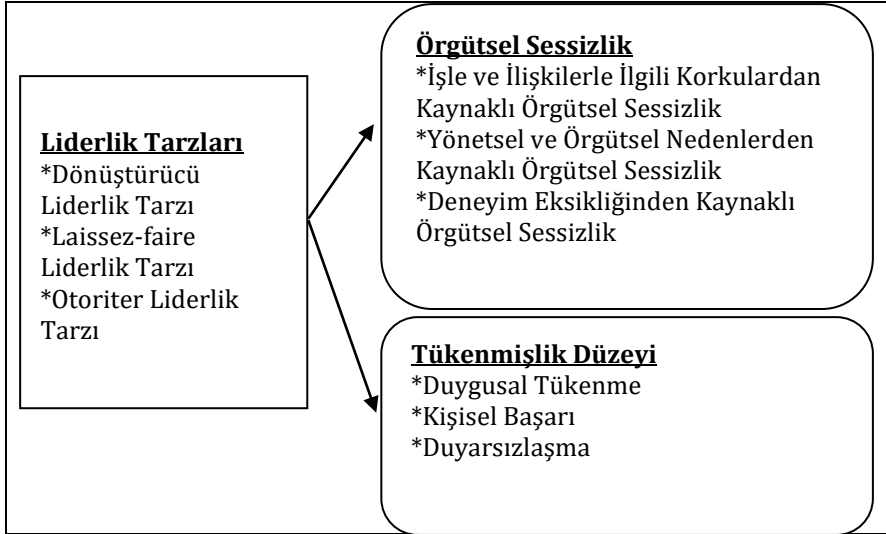 Liderlik Tarzları
*Dönüştürücü
Liderlik Tarzı
*Laissez-faire
Liderlik Tarzı
*Otoriter Liderlik
Tarzı
Örgütsel Sessizlik
*İşle ve İlişkilerle İlgili Korkulardan
Kaynaklı Örgütsel Sessizlik
*Yönetsel ve Örgütsel Nedenlerden
Kaynaklı Örgütsel Sessizlik
*Deneyim Eksikliğinden Kaynaklı
Örgütsel Sessizlik
Tükenmişlik Düzeyi
*Duygusal Tükenme
*Kişisel Başarı
*Duyarsızlaşma